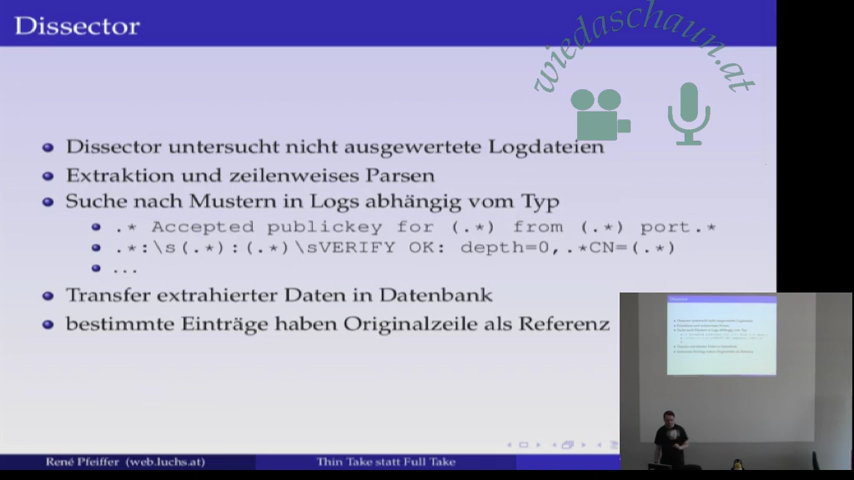 Dissector
wiedaschaun.at
Dissector untersucht nicht ausgewertete Logdateien
Extraktion und zeilenweises Parsen
Suche nach Mustern in Logs abhängig vom Typ
.* Accepted publickey for (.*) from (.*) port.*
.*:\s(.*):(.*)\sVERIFY OK: depth=0,.*CN=(.*)
...
Transfer extrahierter Daten in Datenbank
bestimmte Einträge haben Originalzeile als Referenz
René Pfeiffer (web.luchs.at)
Thin Take statt Full Take